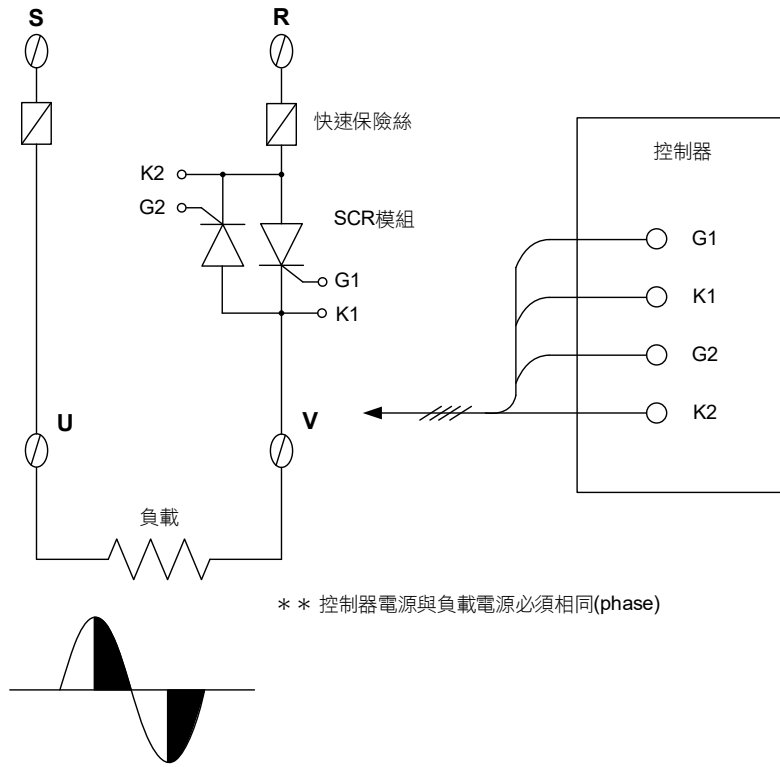 S
R
快速保險絲
控制器
K2
G2
SCR模組
G1
K1
G1
K1
G2
K2
U
V
負載
＊＊ 控制器電源與負載電源必須相同(phase)